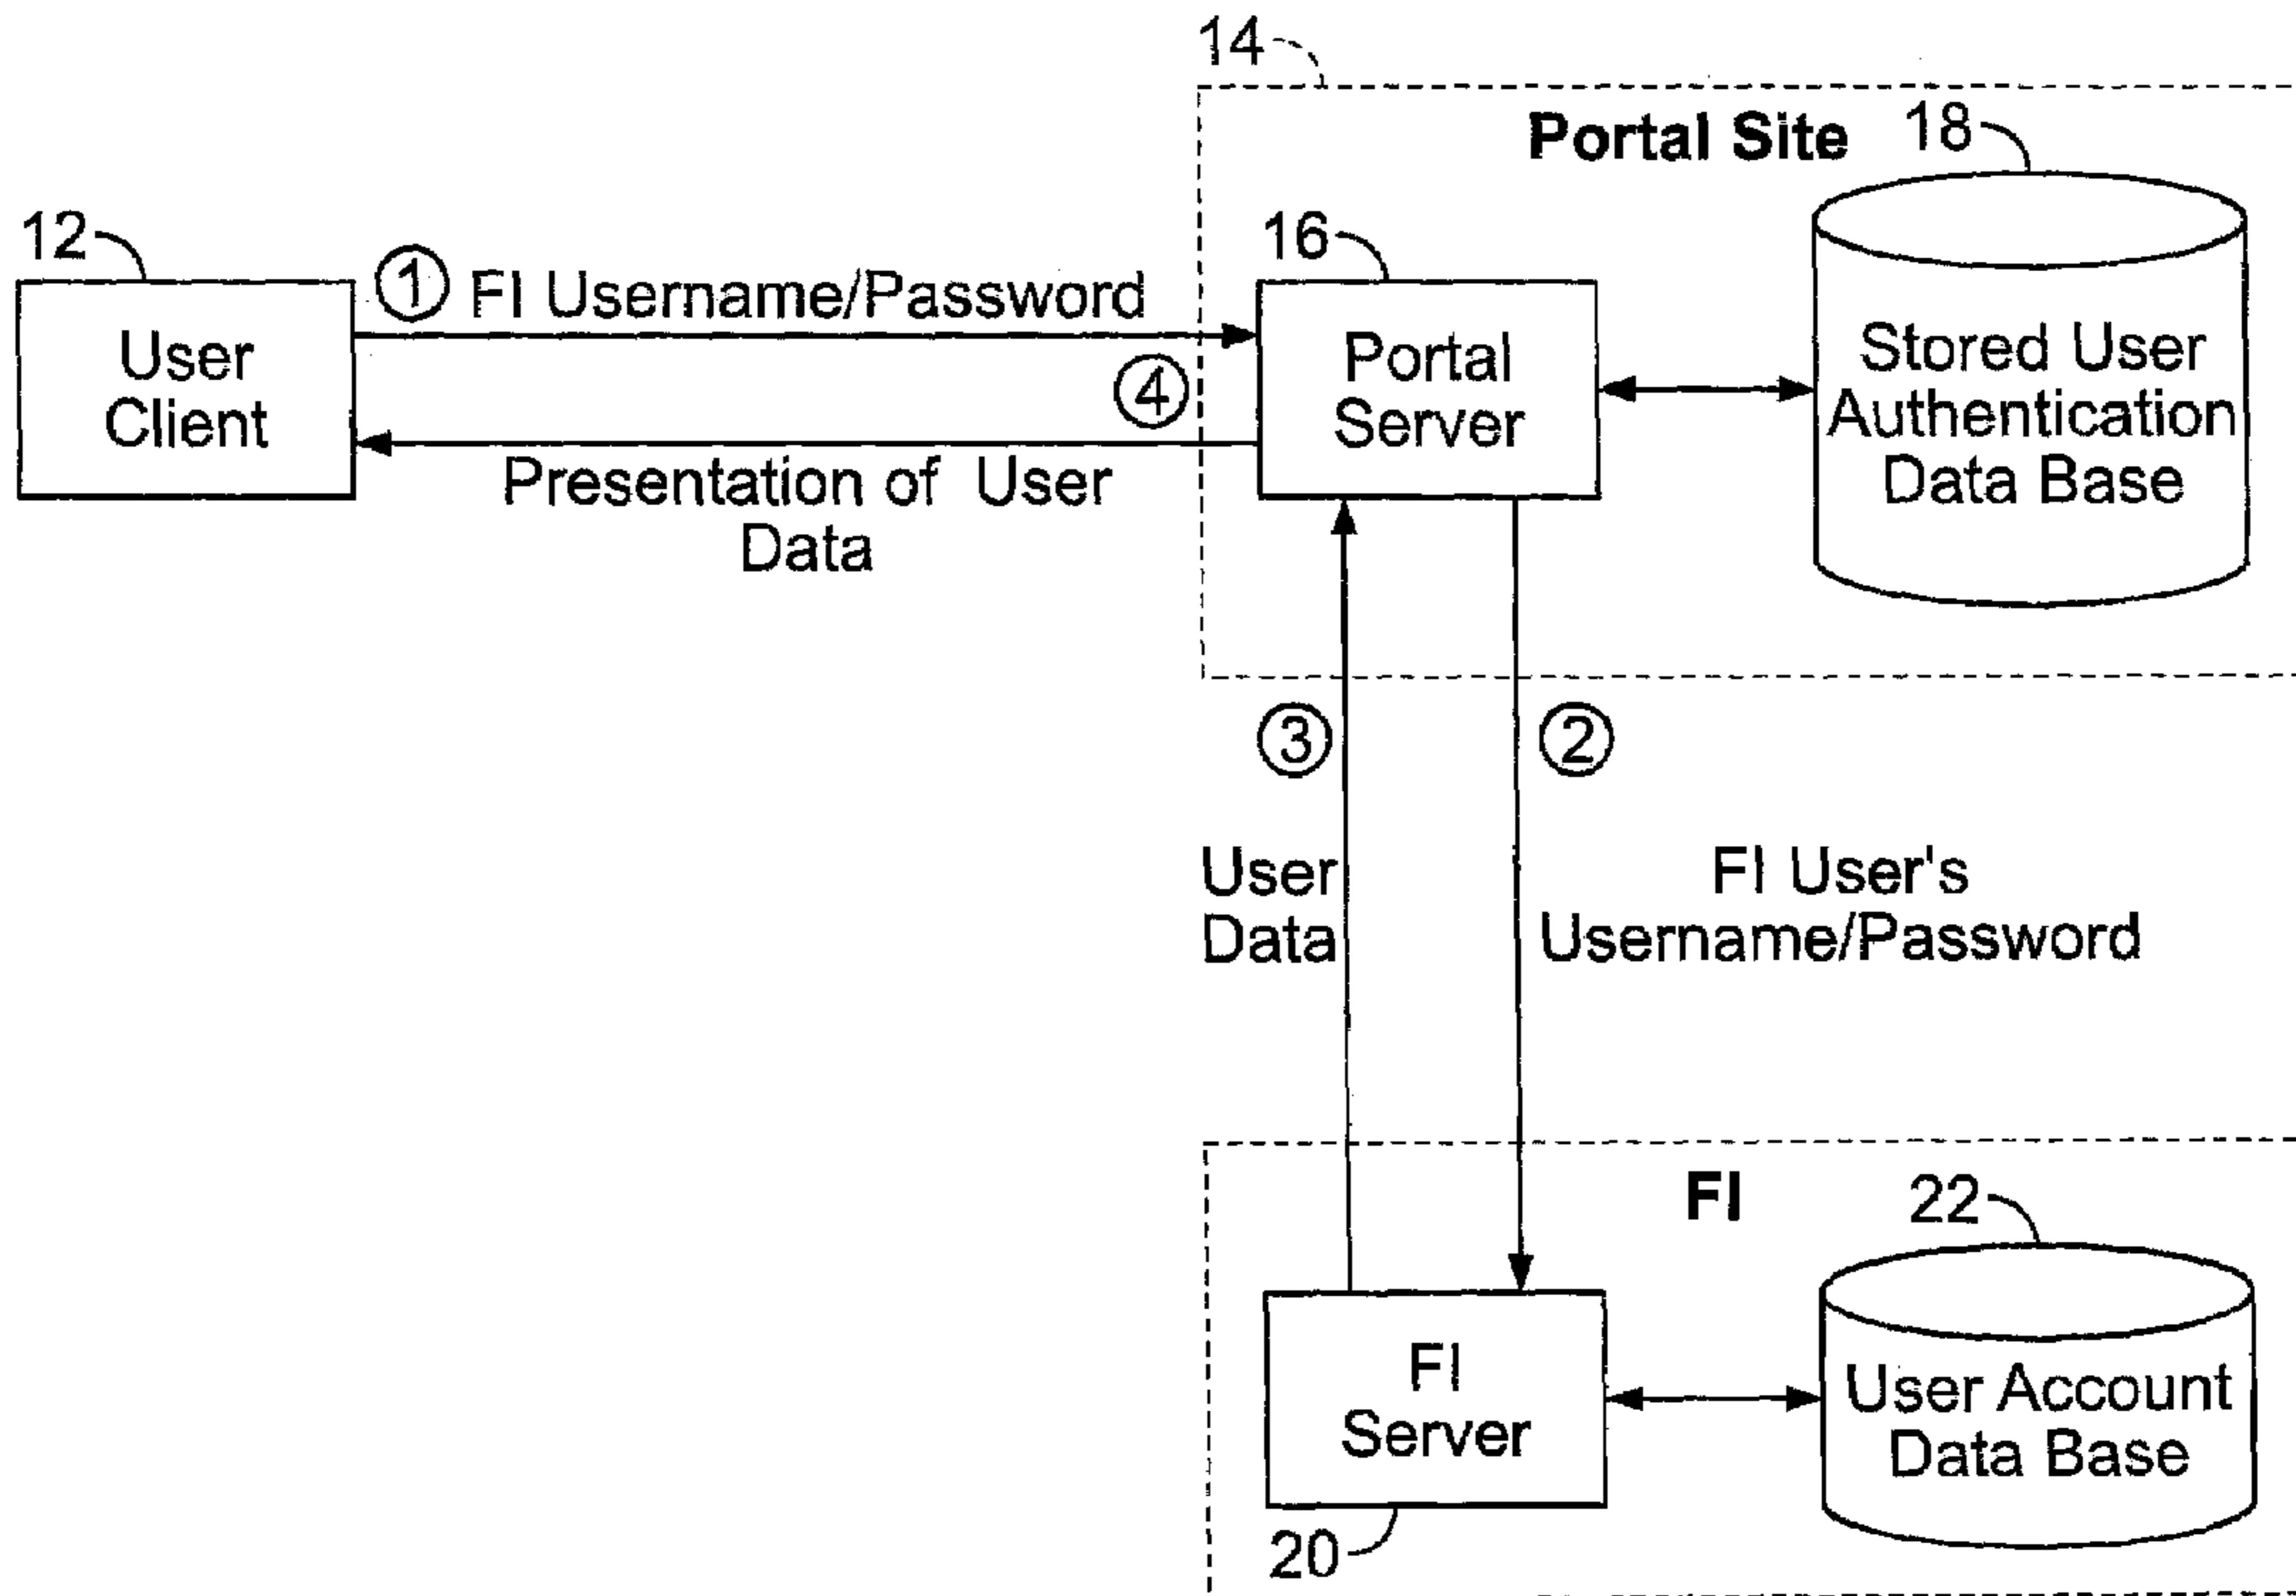 14
Portal Site
18
12
16
① FI Username/Password
User
Client
④
Portal
Server
Stored User
Authentication
Data Base
Presentation of User
Data
③
②
User
Data
FI User's
Username/Password
FI
22
FI
Server
User Account
Data Base
20